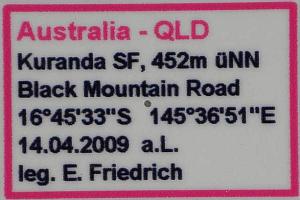 Australia - QLD
Kuranda SF, 452m üNN
Black Mountain Road
16°45'33"S 145°36'51"E
14.04.2009 a.L.
leg. E. Friedrich